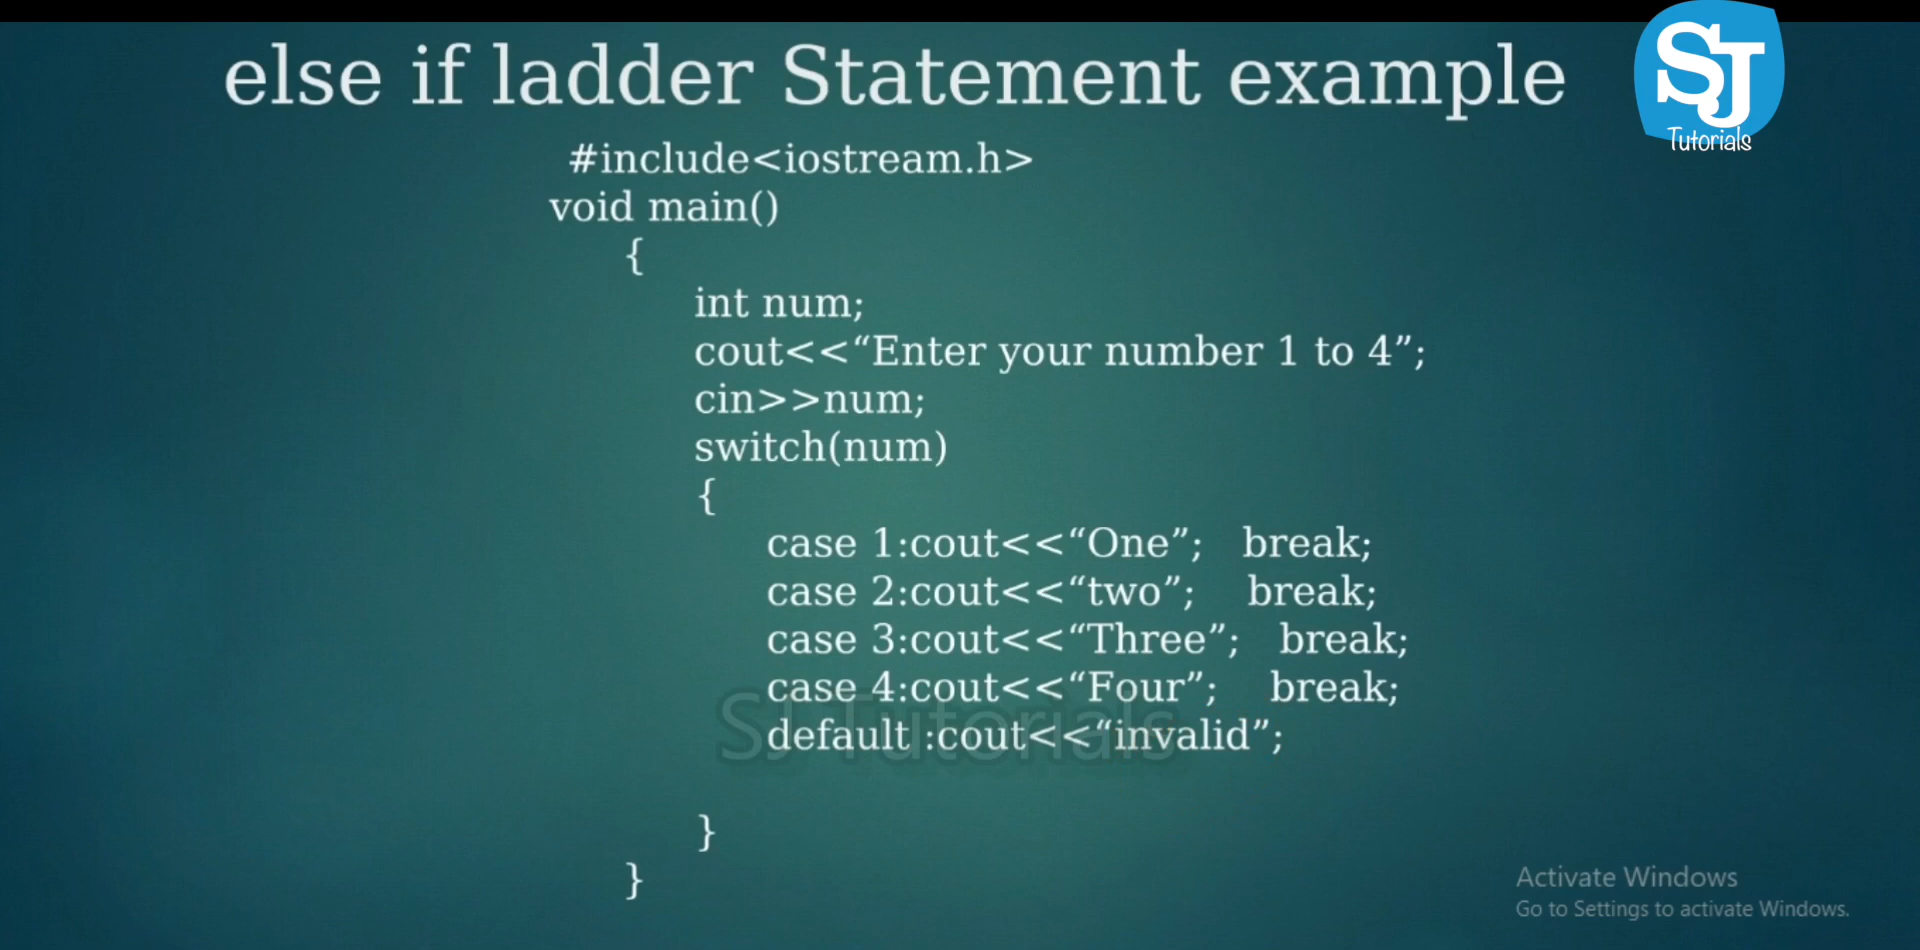 else if ladder Statement example
SJ
Tutorials
#include<iostream.h>
void main()
{
int num;
cout<<“Enter your number 1 to 4”;
cin>>num;
switch(num)
{
case 1:cout<<“One”; break;
case 2:cout<<“two”; break;
case 3:cout<<“Three”; break;
case 4:cout<<“Four”; break;
SJ Tutorials
default :cout<<“invalid”;
}
}
Activate Windows
Go to Settings to activate Windows.